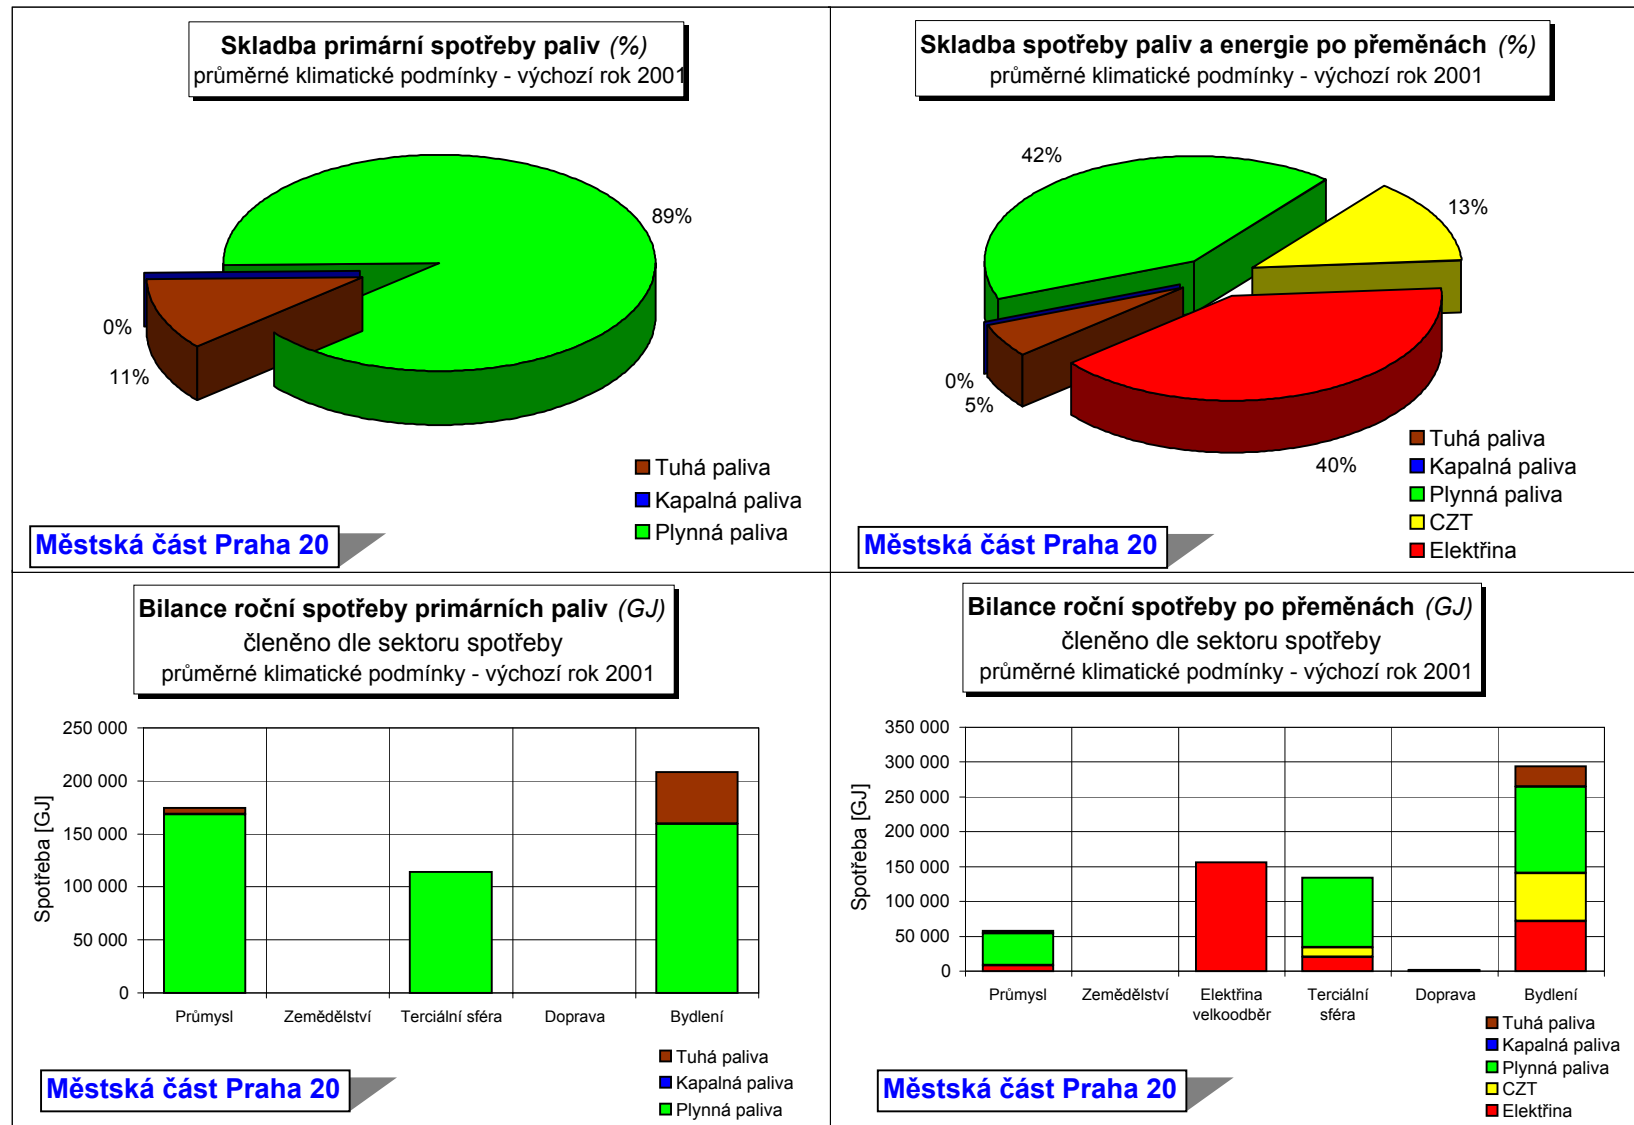 Skladba primární spotřeby paliv (%)
průměrné klimatické podmínky - výchozí rok 2001
89%
0%
11%
Tuhá paliva
Kapalná paliva
Plynná paliva
Městská část Praha 20
Skladba spotřeby paliv a energie po přeměnách (%)
průměrné klimatické podmínky - výchozí rok 2001
42%
13%
0%
5%
40%
Tuhá paliva
Kapalná paliva
Plynná paliva
CZT
Elektřina
Městská část Praha 20
Bilance roční spotřeby primárních paliv (GJ)
členěno dle sektoru spotřeby
průměrné klimatické podmínky - výchozí rok 2001
Spotřeba [GJ]
250 000
200 000
150 000
100 000
50 000
0
Průmysl Zemědělství Terciální sféra Doprava Bydlení
Tuhá paliva
Kapalná paliva
Plynná paliva
Městská část Praha 20
Bilance roční spotřeby po přeměnách (GJ)
členěno dle sektoru spotřeby
průměrné klimatické podmínky - výchozí rok 2001
Spotřeba [GJ]
350 000
300 000
250 000
200 000
150 000
100 000
50 000
0
Průmysl Zemědělství Elektřina Terciální Doprava Bydlení
velkoodběr sféra
Tuhá paliva
Kapalná paliva
Plynná paliva
CZT
Elektřina
Městská část Praha 20